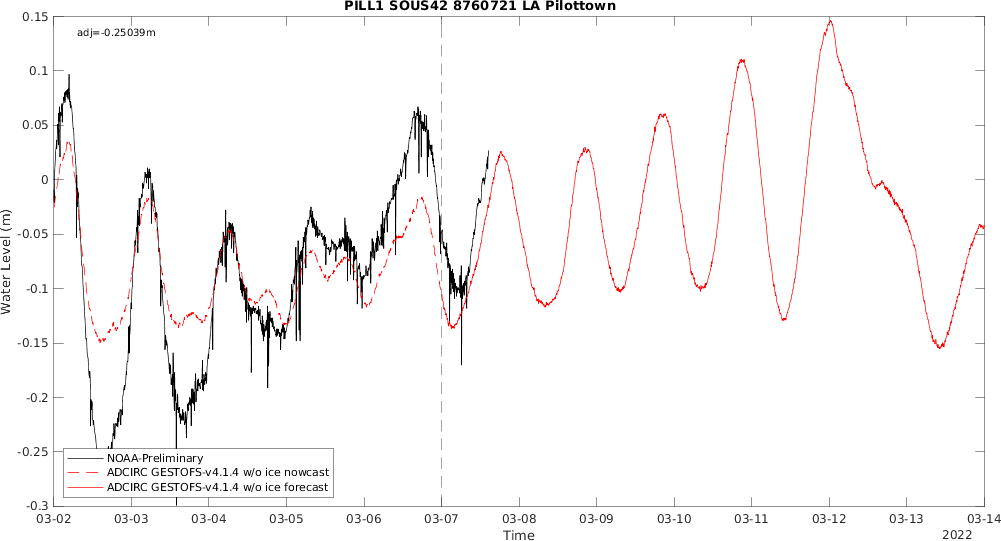 PILL1 SOUS42 8760721 LA Pilottown
adj=-0.25039m
0.15
0.1
0.05
0
-0.05
-0.1
-0.15
-0.2
-0.25
-0.3
Water Level (m)
NOAA-Preliminary
ADCIRC GESTOFS-v4.1.4 w/o ice nowcast
ADCIRC GESTOFS-v4.1.4 w/o ice forecast
03-02 03-03 03-04 03-05 03-06 03-07 03-08 03-09 03-10 03-11 03-12 03-13 03-14
Time
2022